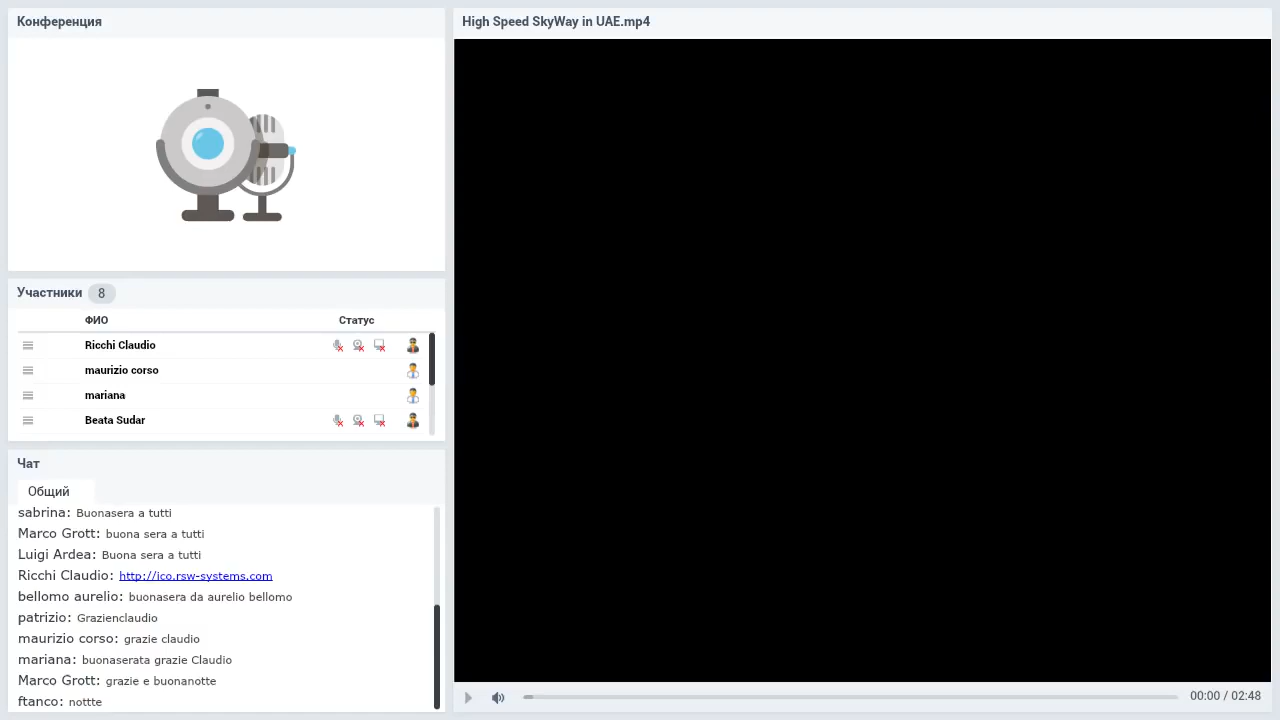 Конференция
High Speed SkyWay in UAE.mp4
Участники 8
ФИО Статус
Ricchi Claudio
maurizio corso
mariana
Beata Sudar
Чат
Общий
sabrina: Buonasera a tutti
Marco Grott: buona sera a tutti
Luigi Ardea: Buona sera a tutti
Ricchi Claudio: http://ico.rsw-systems.com
bellomo aurelio: buonasera da aurelio bellomo
patrizio: Grazienclaudio
maurizio corso: grazie claudio
mariana: buonaserata grazie Claudio
Marco Grott: grazie e buonanotte
ftanco: nottte
00:00 / 02:48